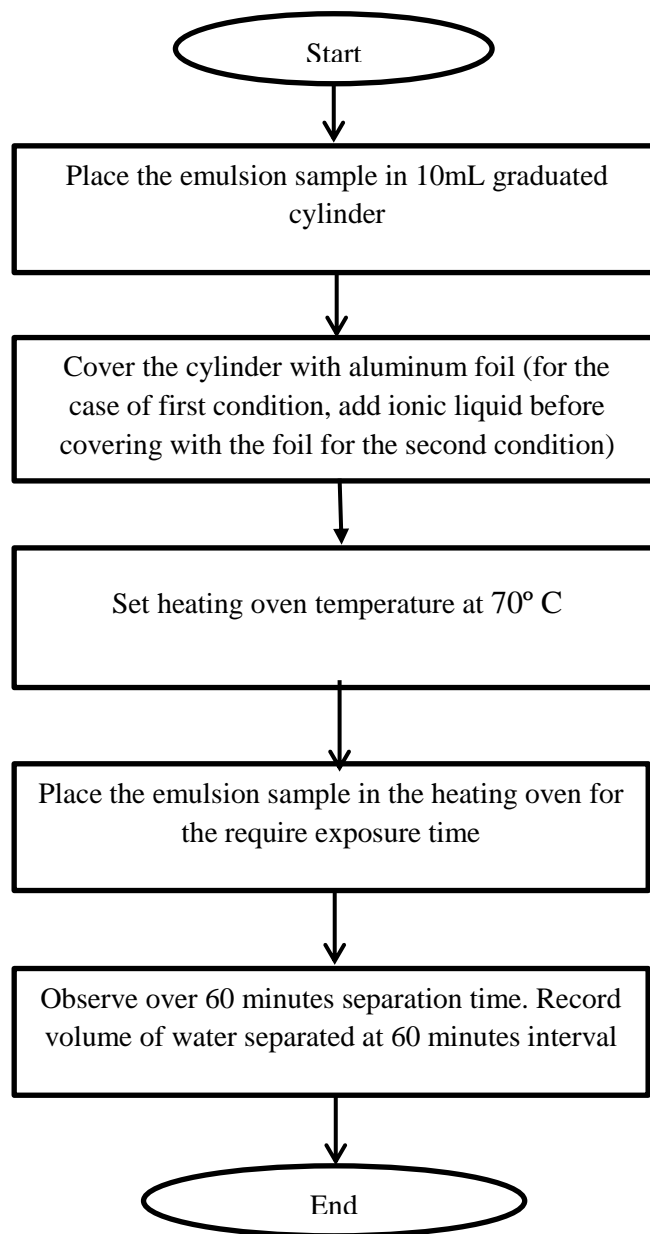 Start
Place the emulsion sample in 10mL graduated
cylinder
Cover the cylinder with aluminum foil (for the
case of first condition, add ionic liquid before
covering with the foil for the second condition)
Set heating oven temperature at 70º C
Place the emulsion sample in the heating oven for
the require exposure time
Observe over 60 minutes separation time. Record
volume of water separated at 60 minutes interval
End